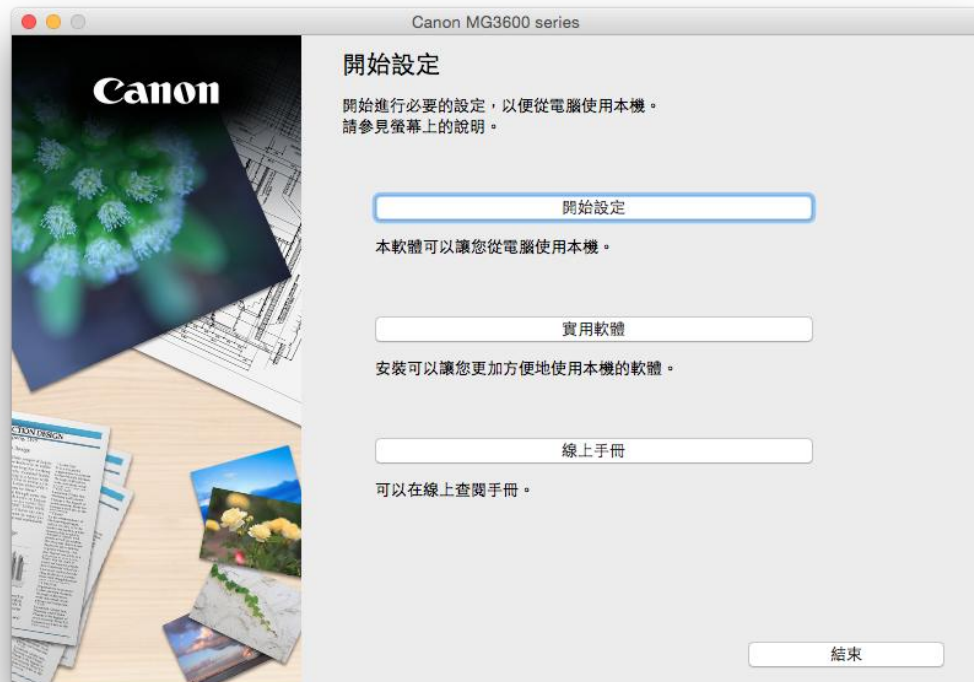 Canon MG3600 series
Canon
開始設定
開始進行必要的設定，以便從電腦使用本機。
請參見螢幕上的說明。
開始設定
本軟體可以讓您從電腦使用本機。
實用軟體
安裝可以讓您更加方便地使用本機的軟體。
線上手冊
可以在線上查閱手冊。
CTION DESIGN
結束